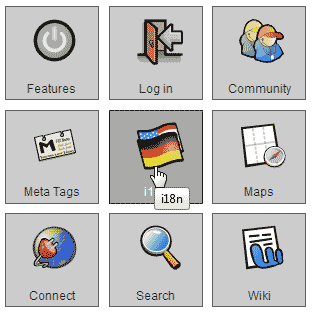 Features
Log in
Community
M
Meta Tags
i18n
Maps
Connect
Search
Wiki